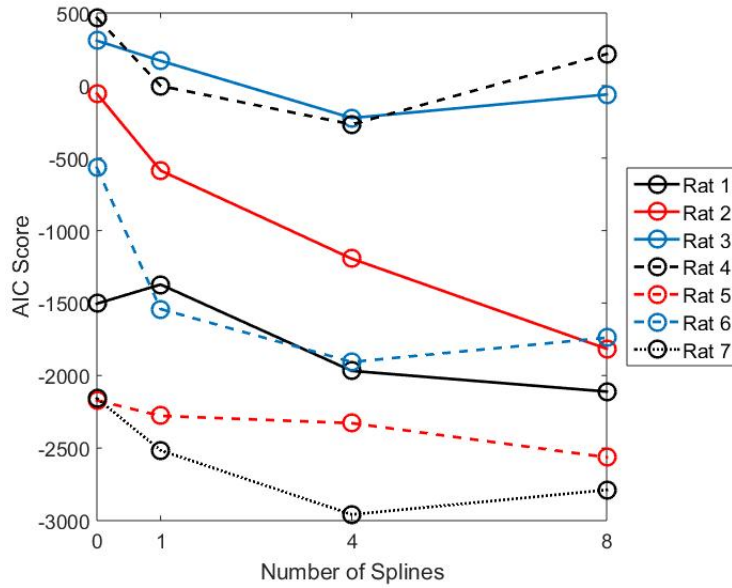 500
0
-500
-1000
-1500
-2000
-2500
-3000
AIC Score
0 1 4 8
Number of Splines
Rat 1
Rat 2
Rat 3
Rat 4
Rat 5
Rat 6
Rat 7